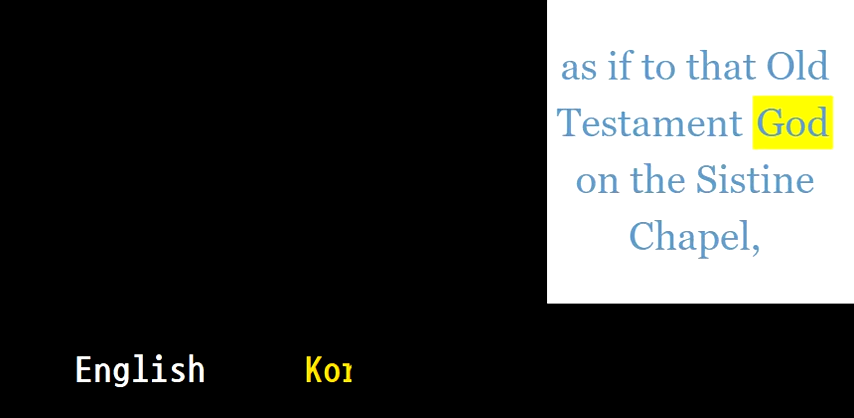 as if to that Old
Testament God
on the Sistine
Chapel,
English